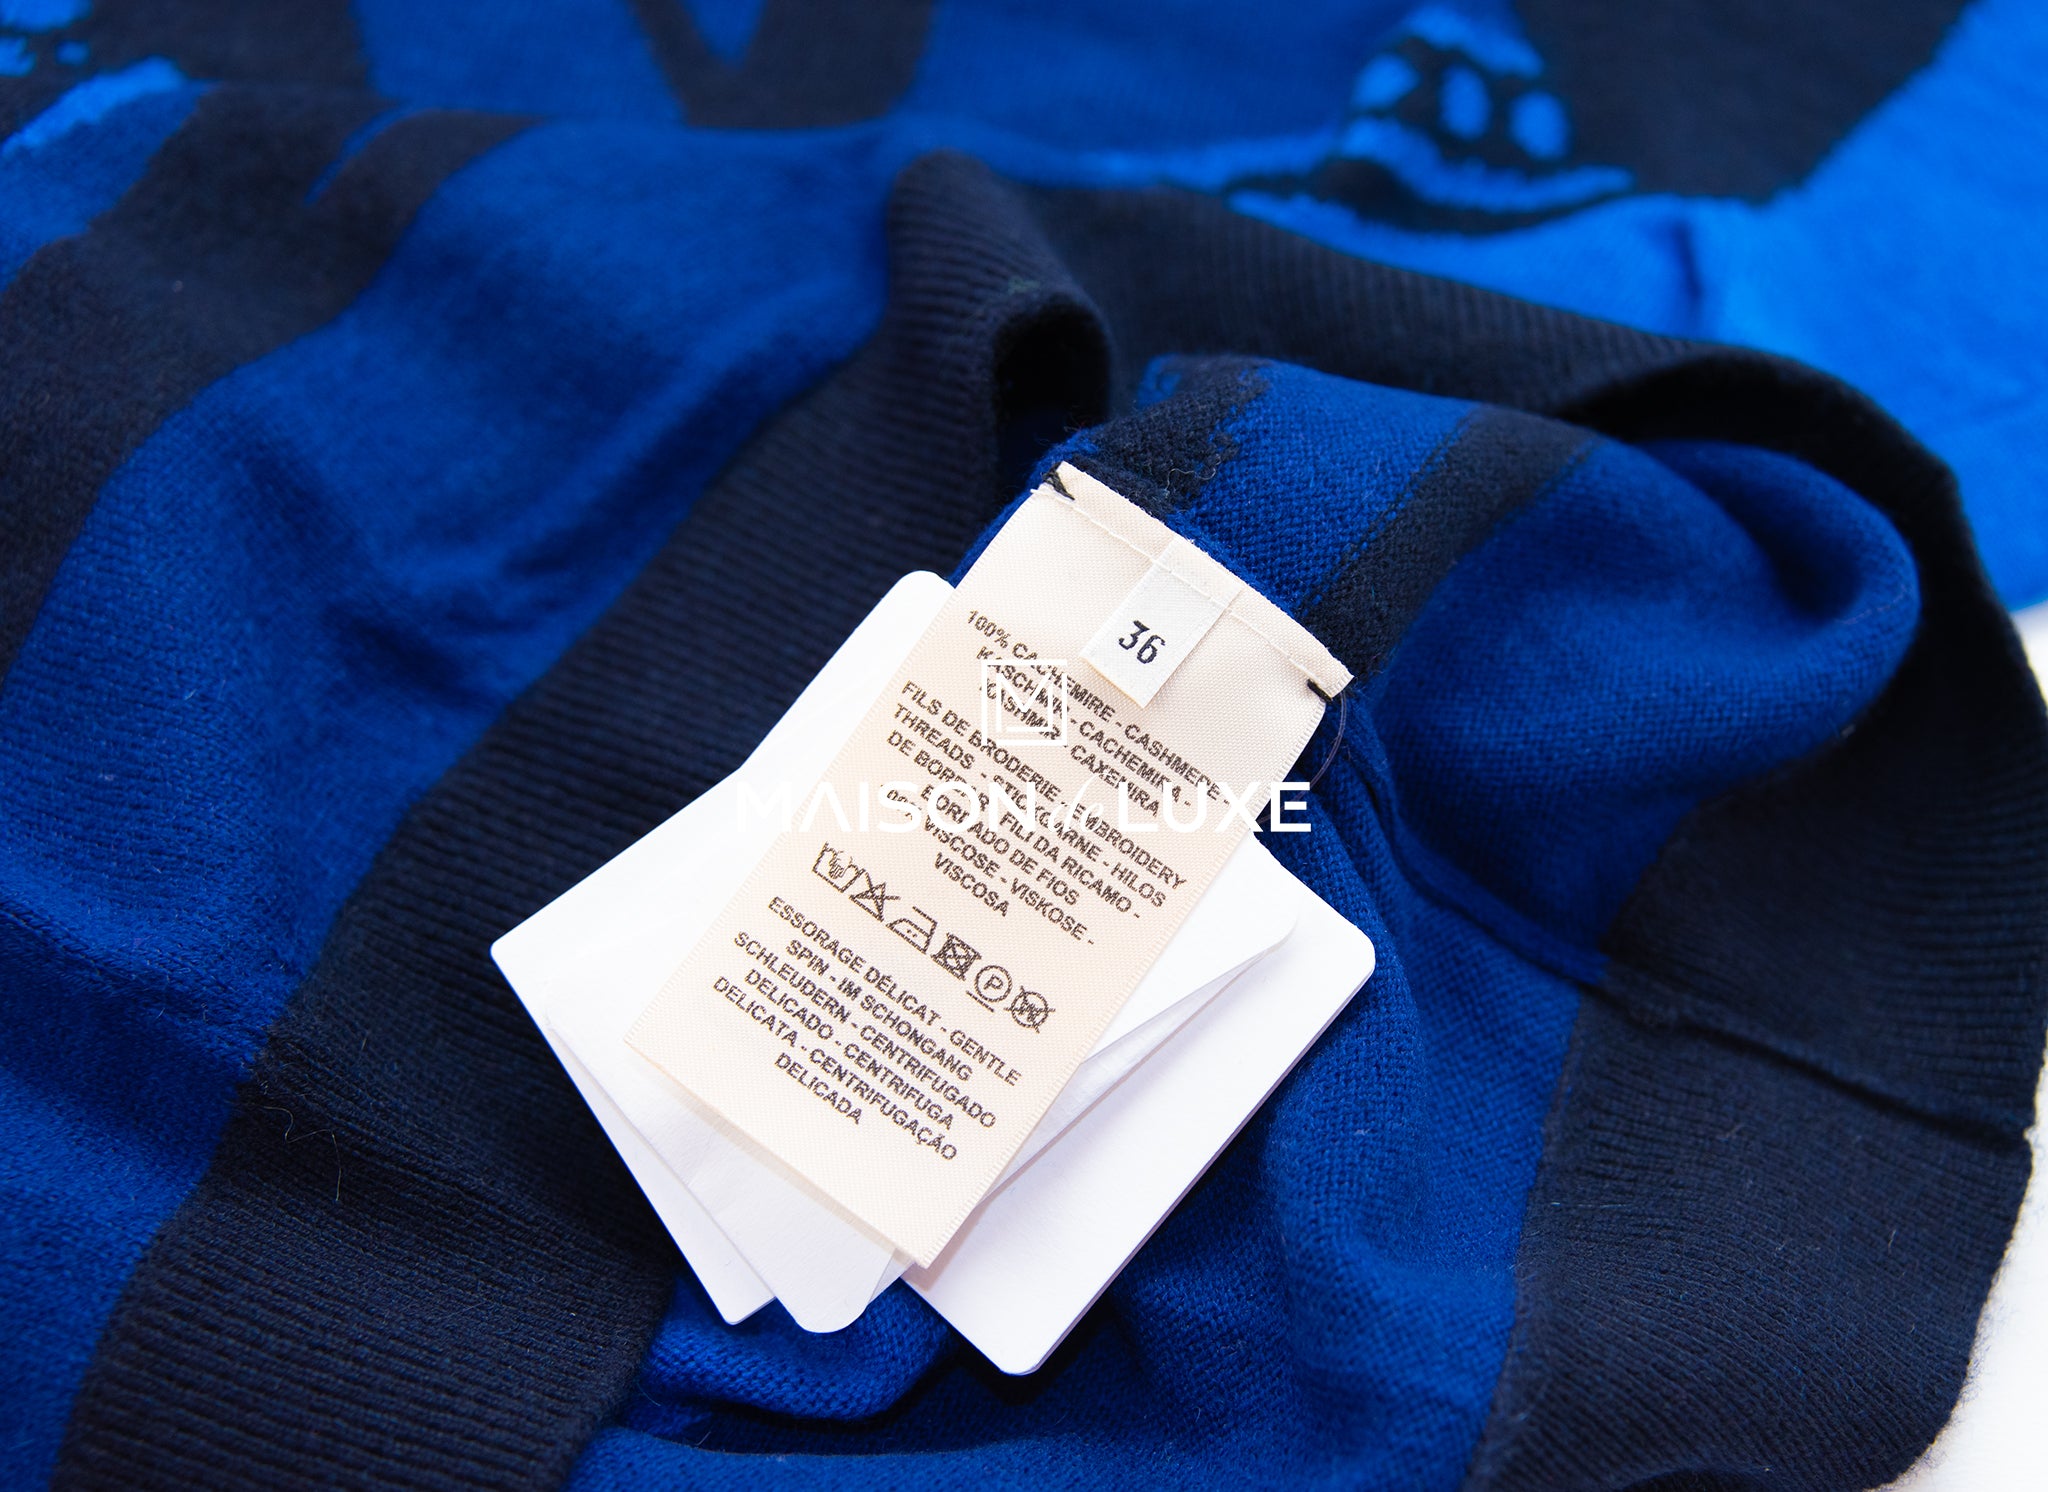 36
100% CACHEMIRE - CASHMERE -
KASCHMIR - CACHEMIRA -
KASHMIR - CAXEMIRA
FILS DE BRODERIE - EMBROIDERY
THREADS - STICKGARNE - HILOS
DE BORDAR - FILI DA RICAMO -
BORDADO DE FIOS
VISCOSE - VISKOSE -
VISCOSA
P
W
ESSORAGE DÉLICAT - GENTLE
SPIN - IM SCHONGANG
SCHLEUDERN - CENTRIFUGADO
DELICADO - CENTRIFUGA
DELICATA - CENTRIFUGAÇÃO
DELICADA
M
MAISON de LUXE